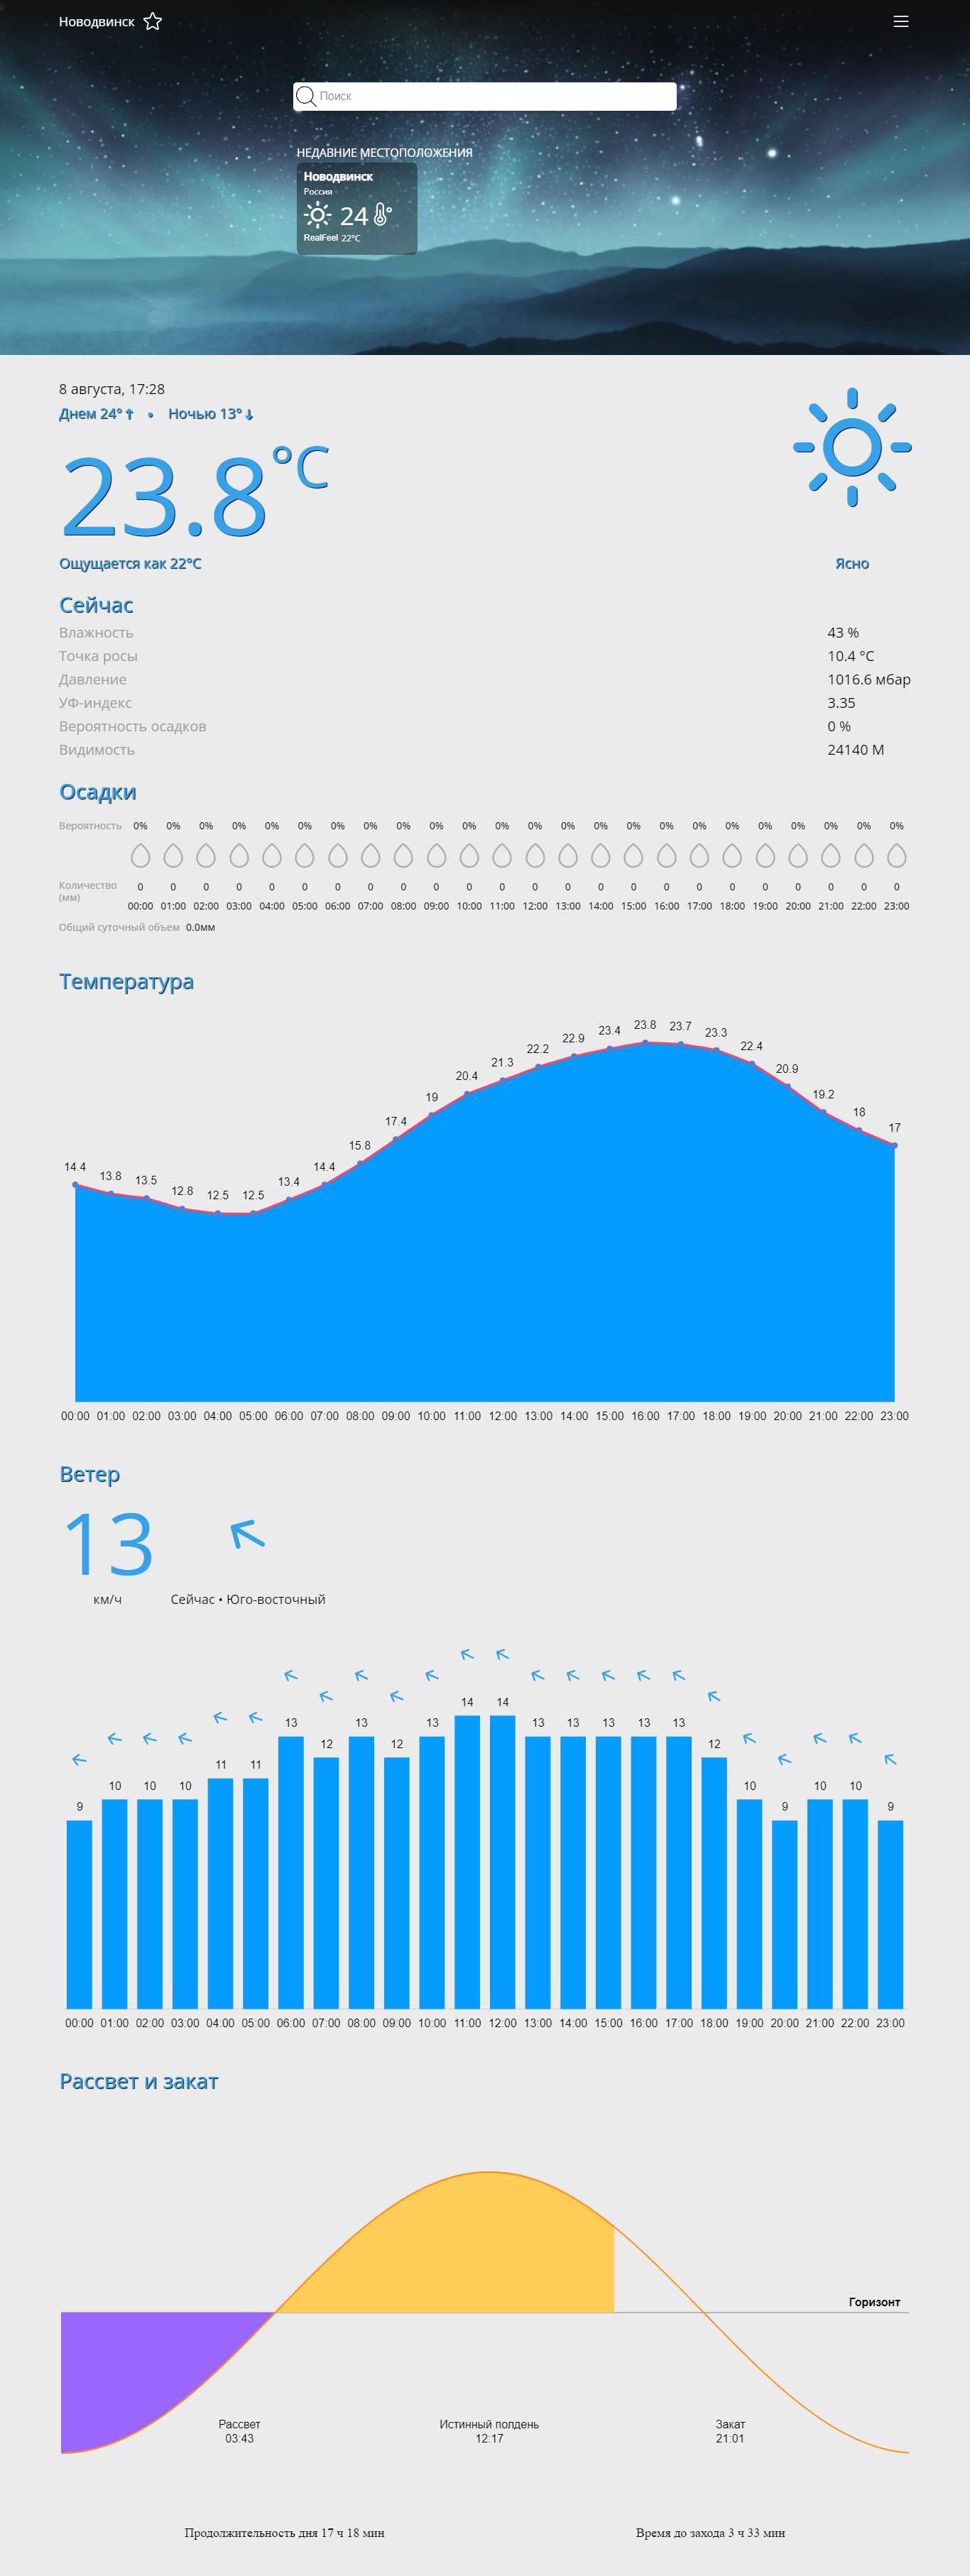 Новодвинск
Поиск
НЕДАВНИЕ МЕСТОПОЛОЖЕНИЯ
Новодвинск
Россия
24°
RealFeel 22°C
8 августа, 17:28
Днем 24° • Ночью 13°
23.8°C
Ощущается как 22°C
Ясно
Сейчас
Влажность 43 %
Точка росы 10.4 °C
Давление 1016.6 мбар
УФ-индекс 3.35
Вероятность осадков 0 %
Видимость 24140 М
Осадки
Вероятность 0% 0% 0% 0% 0% 0% 0% 0% 0% 0% 0% 0% 0% 0% 0% 0% 0% 0% 0% 0% 0% 0% 0% 0%
Количество (мм) 0 0 0 0 0 0 0 0 0 0 0 0 0 0 0 0 0 0 0 0 0 0 0 0
00:00 01:00 02:00 03:00 04:00 05:00 06:00 07:00 08:00 09:00 10:00 11:00 12:00 13:00 14:00 15:00 16:00 17:00 18:00 19:00 20:00 21:00 22:00 23:00
Общий суточный объем 0.0мм
Температура
14.4 13.8 13.5 12.8 12.5 12.5 13.4 14.4 15.8 17.4 19 20.4 21.3 22.2 22.9 23.4 23.8 23.7 23.3 22.4 20.9 19.2 18 17
00:00 01:00 02:00 03:00 04:00 05:00 06:00 07:00 08:00 09:00 10:00 11:00 12:00 13:00 14:00 15:00 16:00 17:00 18:00 19:00 20:00 21:00 22:00 23:00
Ветер
13
км/ч
Сейчас • Юго-восточный
9 10 10 10 11 11 13 12 13 12 13 14 14 13 13 13 13 13 12 10 9 10 10 9
00:00 01:00 02:00 03:00 04:00 05:00 06:00 07:00 08:00 09:00 10:00 11:00 12:00 13:00 14:00 15:00 16:00 17:00 18:00 19:00 20:00 21:00 22:00 23:00
Рассвет и закат
Горизонт
Рассвет
03:43
Истинный полдень
12:17
Закат
21:01
Продолжительность дня 17 ч 18 мин
Время до захода 3 ч 33 мин